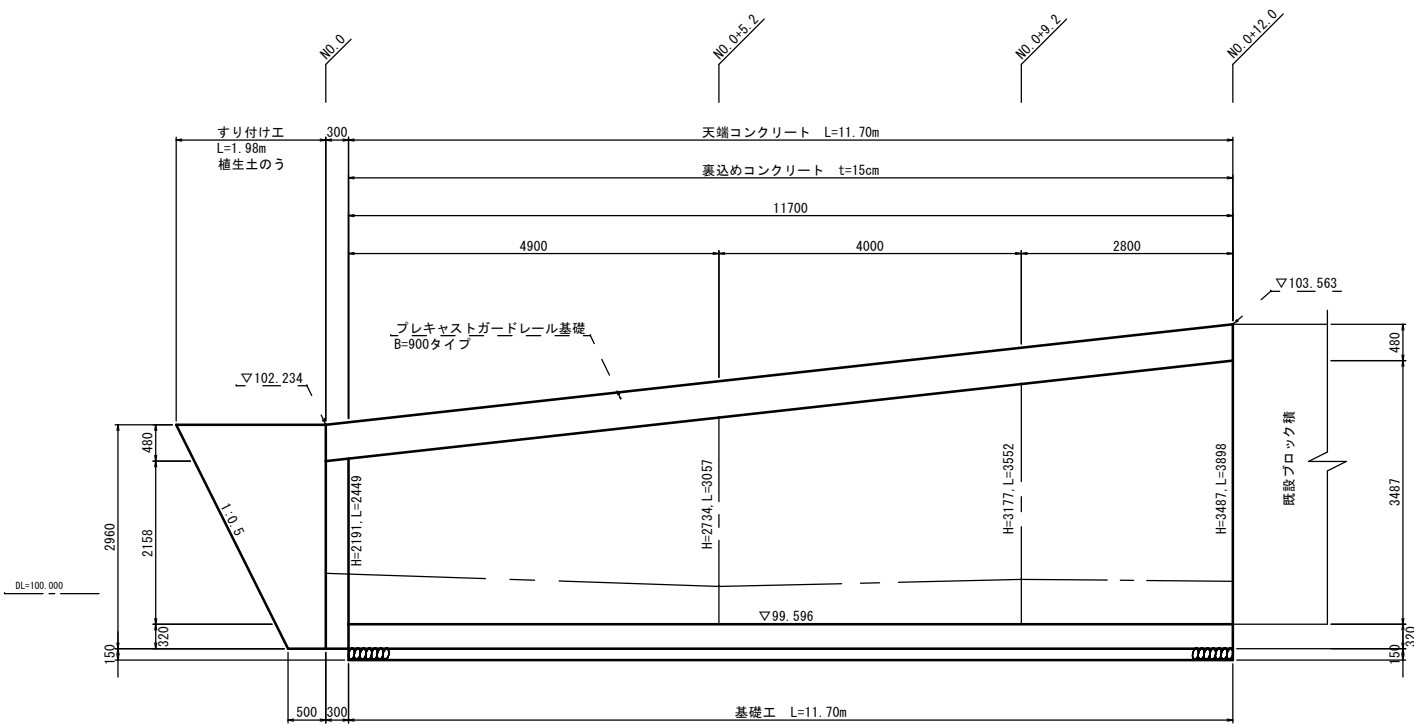 NO.0
NO.0+5.2
NO.0+9.2
NO.0+12.0
すり付け工
L=1.98m
植生土のう
300
天端コンクリート L=11.70m
裏込めコンクリート t=15cm
11700
4900
4000
2800
▽103.563
プレキャストガードレール基礎
B=900タイプ
▽102.234
480
480
2960
2158
1:0.5
H=2191,L=2449
H=2734,L=3057
H=3177,L=3552
H=3487,L=3898
既設ブロック積
3487
DL=100.000
▽99.596
320
320
150
150
500
300
基礎工 L=11.70m